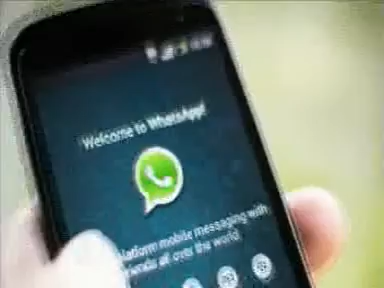 Welcome to WhatsApp!
platform mobile messaging with
friends all over the world